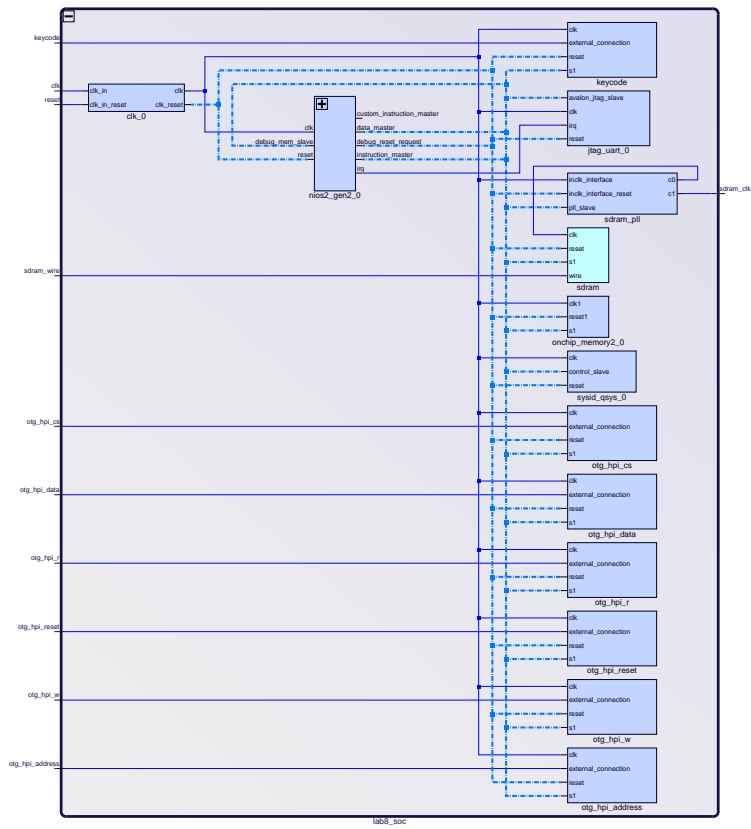 keycode
clk
reset
clk_in
clk_in_reset
clk
clk_reset
clk_0
clk
debug_mem_slave
reset
custom_instruction_master
data_master
debug_reset_request
instruction_master
irq
nios2_gen2_0
clk
external_connection
reset
s1
keycode
avalon_jtag_slave
clk
irq
reset
jtag_uart_0
inclk_interface
inclk_interface_reset
pll_slave
c0
c1
sdram_pll
sdram_clk
sdram_wire
clk
reset
s1
wire
sdram
clk1
reset1
s1
onchip_memory2_0
clk
control_slave
reset
sysid_qsys_0
otg_hpi_cs
clk
external_connection
reset
s1
otg_hpi_cs
otg_hpi_data
clk
external_connection
reset
s1
otg_hpi_data
otg_hpi_r
clk
external_connection
reset
s1
otg_hpi_r
otg_hpi_reset
clk
external_connection
reset
s1
otg_hpi_reset
otg_hpi_w
clk
external_connection
reset
s1
otg_hpi_w
otg_hpi_address
clk
external_connection
reset
s1
otg_hpi_address
lab8_soc